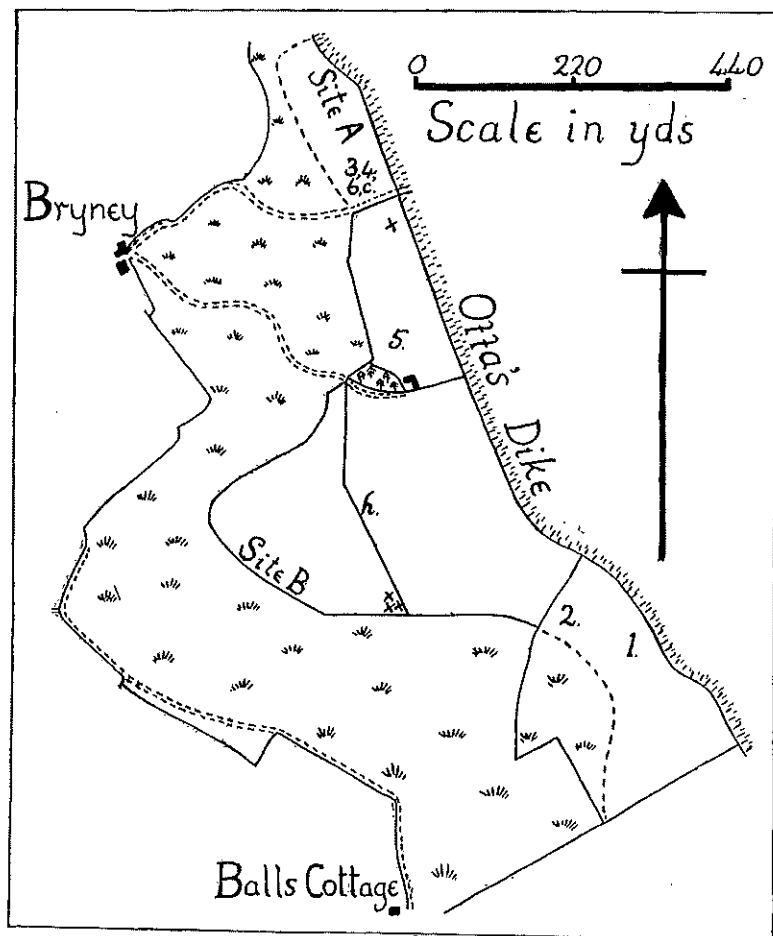 0 220 440
Scale in yds
Site A
3,4,
6,c.
Bryney
Offa's Dike
5.
h.
Site B
2.
1.
Balls Cottage